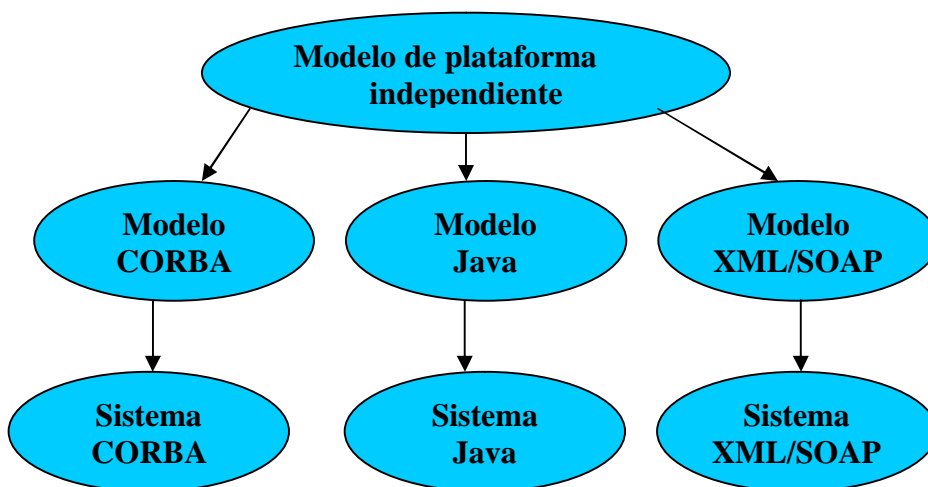 Modelo de plataforma
independiente
Modelo
CORBA
Modelo
Java
Modelo
XML/SOAP
Sistema
CORBA
Sistema
Java
Sistema
XML/SOAP